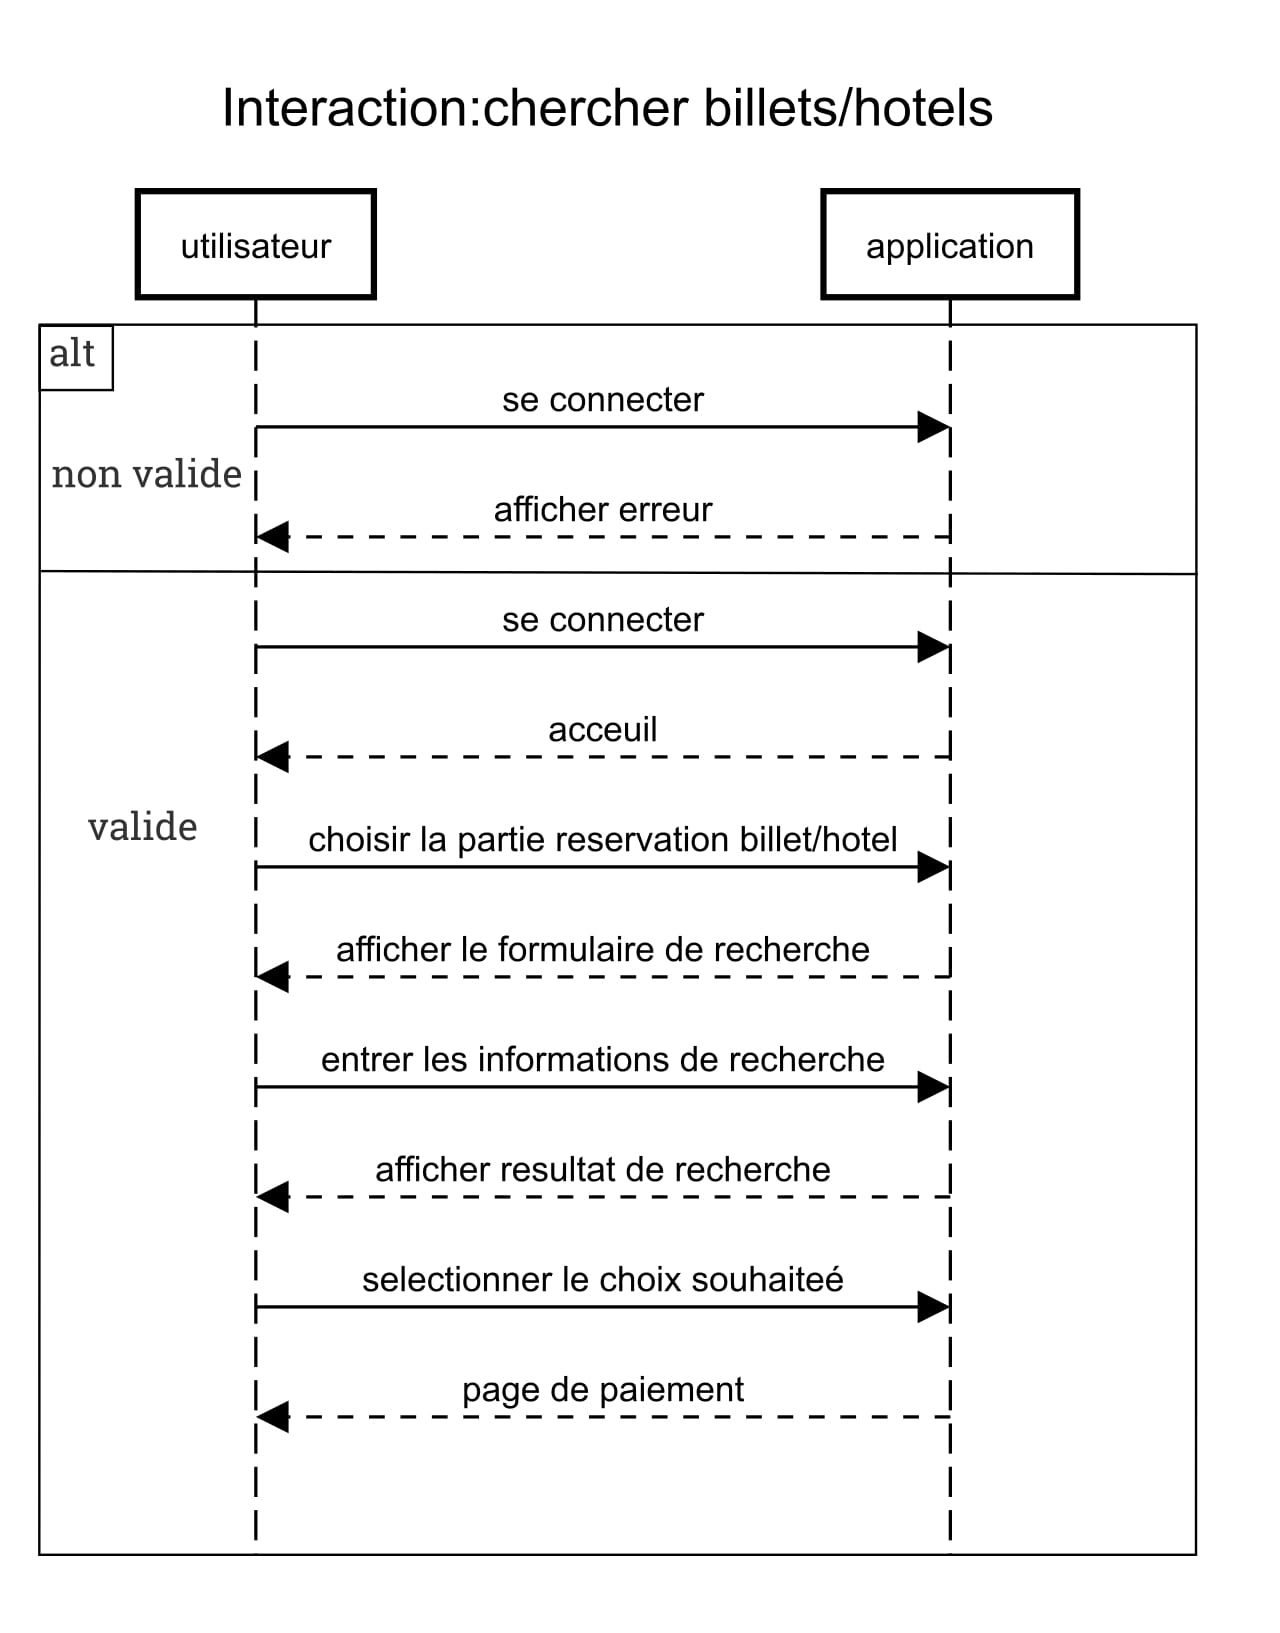 Interaction:chercher billets/hotels
utilisateur
application
alt
se connecter
non valide
afficher erreur
se connecter
acceuil
valide
choisir la partie reservation billet/hotel
afficher le formulaire de recherche
entrer les informations de recherche
afficher resultat de recherche
selectionner le choix souhaiteé
page de paiement